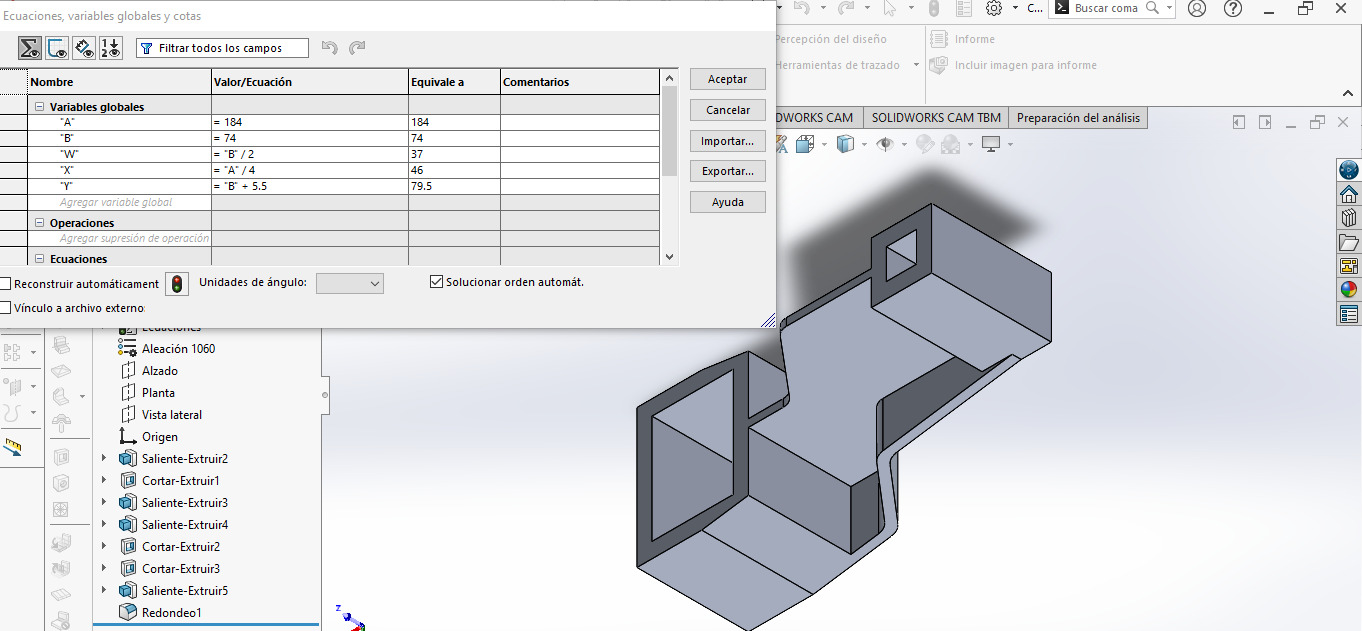 Ecuaciones, variables globales y cotas
C...
Buscar coma
Filtrar todos los campos
Percepción del diseño
Herramientas de trazado
Informe
Incluir imagen para informe
Nombre Valor/Ecuación Equivale a Comentarios
Variables globales
"A" = 184 184
"B" = 74 74
"W" = "B" / 2 37
"X" = "A" / 4 46
"Y" = "B" + 5.5 79.5
Agregar variable global
Operaciones
Agregar supresión de operación
Ecuaciones
Aceptar
Cancelar
Importar...
Exportar...
Ayuda
DWORKS CAM
SOLIDWORKS CAM TBM
Preparación del análisis
Reconstruir automáticament
Unidades de ángulo:
Solucionar orden automát.
Vínculo a archivo externo:
Ecuaciones
Aleación 1060
Alzado
Planta
Vista lateral
Origen
Saliente-Extruir2
Cortar-Extruir1
Saliente-Extruir3
Saliente-Extruir4
Cortar-Extruir2
Cortar-Extruir3
Saliente-Extruir5
Redondeo1
z